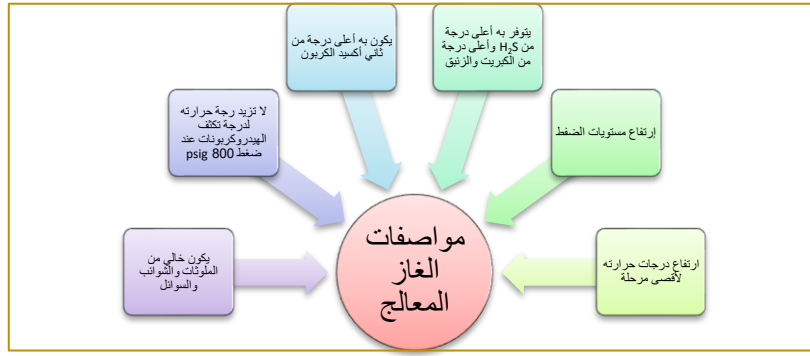 يتوفر به أعلى درجة
من H₂S وأعلى درجة
من الكبريت والزئبق
يكون به أعلى درجة من
ثاني أكسيد الكربون
لا تزيد رجة حرارته
لدرجة تكثف
الهيدروكربونات عند
ضغط 800 psig
إرتفاع مستويات الضغط
يكون خالي من
الملوثات والشوائب
والسوائل
ارتفاع درجات حرارته
لأقصى مرحلة
مواصفات
الغاز
المعالج